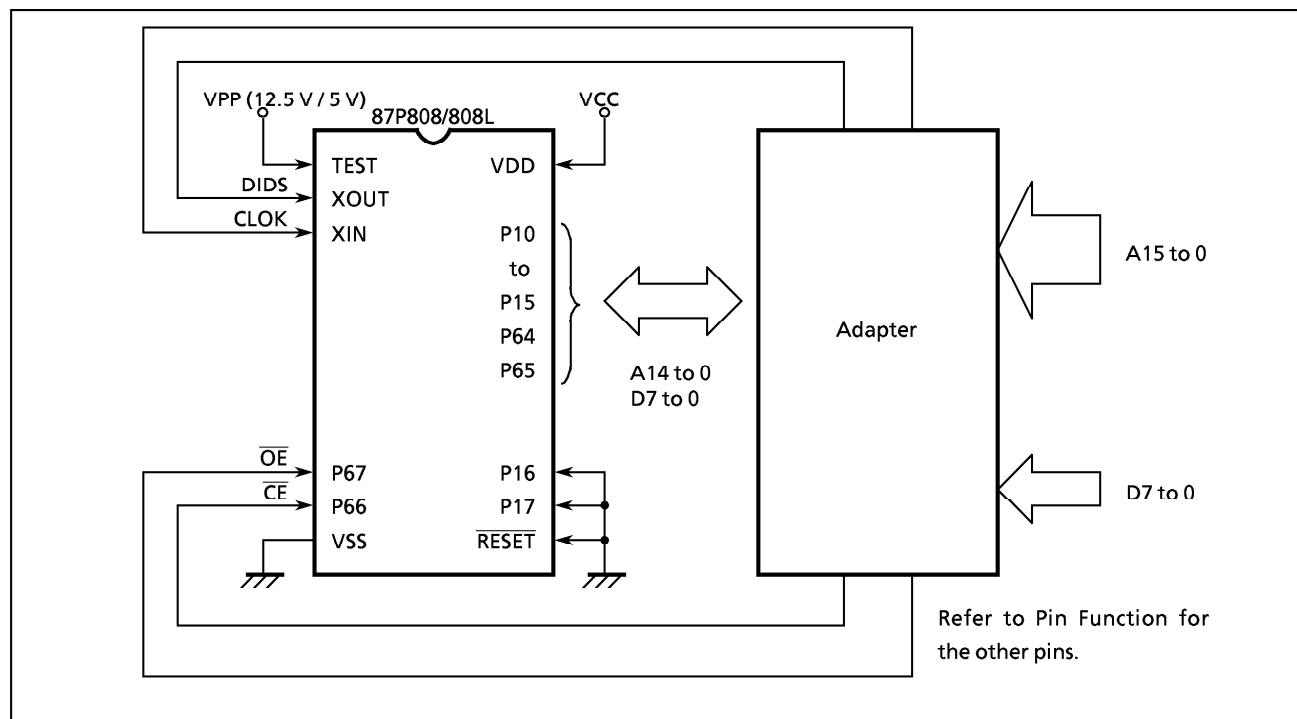 VPP (12.5 V / 5 V)
87P808/808L
VCC
TEST
VDD
DIDS
XOUT
CLOK
XIN
P10
to
P15
P64
P65
A14 to 0
D7 to 0
Adapter
A15 to 0
OE
P67
P16
CE
P66
P17
D7 to 0
VSS
RESET
Refer to Pin Function for
the other pins.